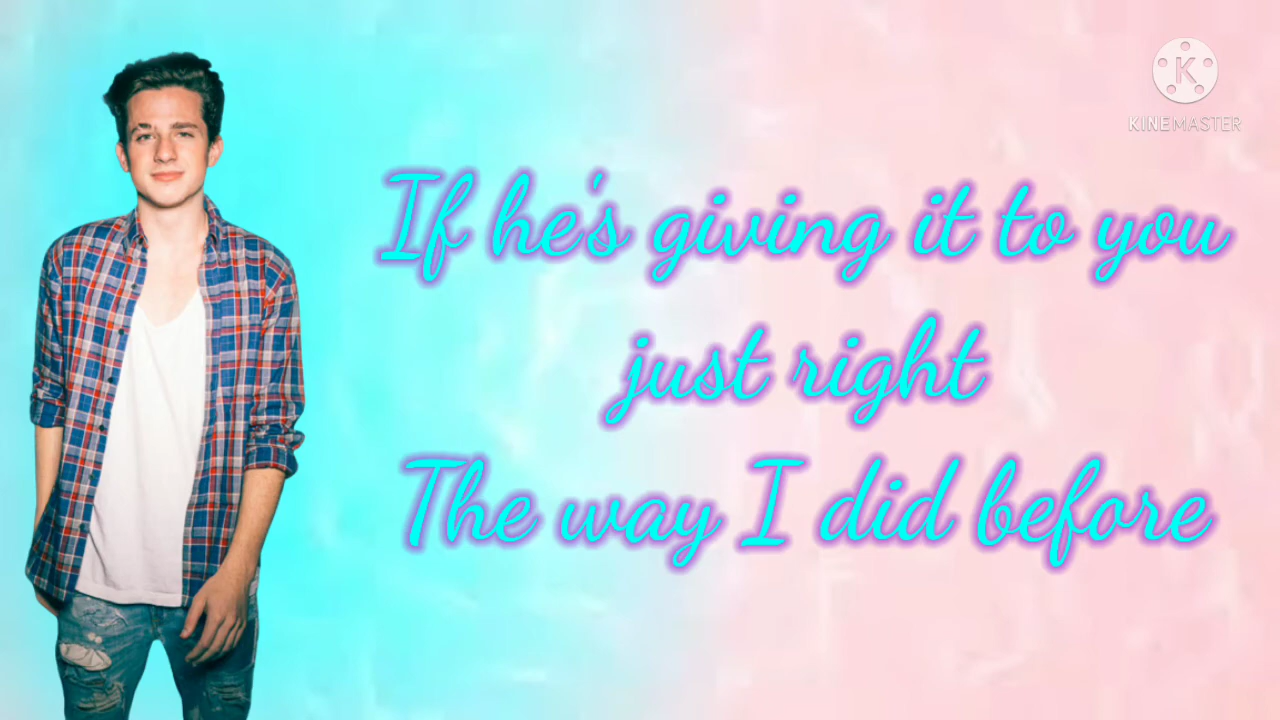 K
KINEMASTER
If he's giving it to you
just right
The way I did before